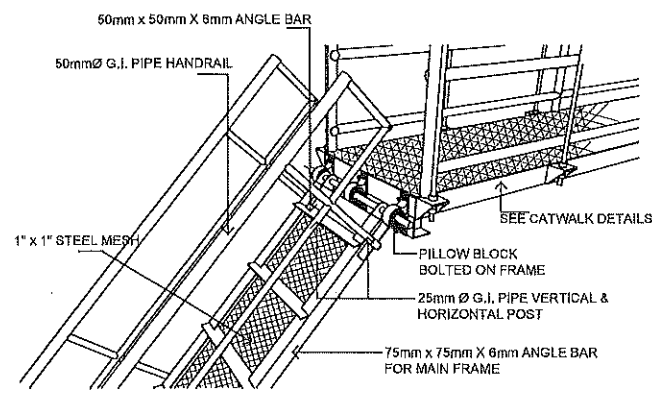 50mm x 50mm X 6mm ANGLE BAR
50mmØ G.I. PIPE HANDRAIL
1" x 1" STEEL MESH
SEE CATWALK DETAILS
PILLOW BLOCK
BOLTED ON FRAME
25mm Ø G.I. PIPE VERTICAL &
HORIZONTAL POST
75mm x 75mm X 6mm ANGLE BAR
FOR MAIN FRAME